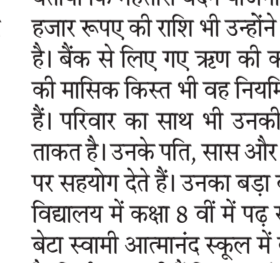 हजार रूपए की राशि भी उन्होंने
है। बैंक से लिए गए ऋण की
की मासिक किस्त भी वह
हैं। परिवार का साथ भी उनकी
ताकत है। उनके पति, सास और
पर सहयोग देते हैं। उनका बड़ा
विद्यालय में कक्षा 8 वीं में पढ़
बेटा स्वामी आत्मानंद स्कूल में